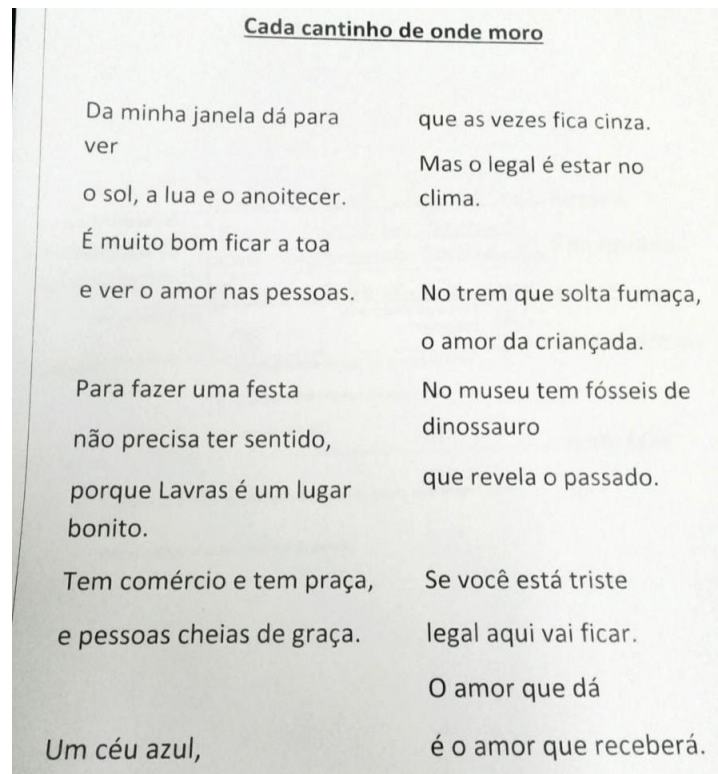 Cada cantinho de onde moro
Da minha janela dá para
ver
o sol, a lua e o anoitecer.
É muito bom ficar a toa
e ver o amor nas pessoas.
Para fazer uma festa
não precisa ter sentido,
porque Lavras é um lugar
bonito.
Tem comércio e tem praça,
e pessoas cheias de graça.
Um céu azul,
que as vezes fica cinza.
Mas o legal é estar no
clima.
No trem que solta fumaça,
o amor da criançada.
No museu tem fósseis de
dinossauro
que revela o passado.
Se você está triste
legal aqui vai ficar.
O amor que dá
é o amor que receberá.